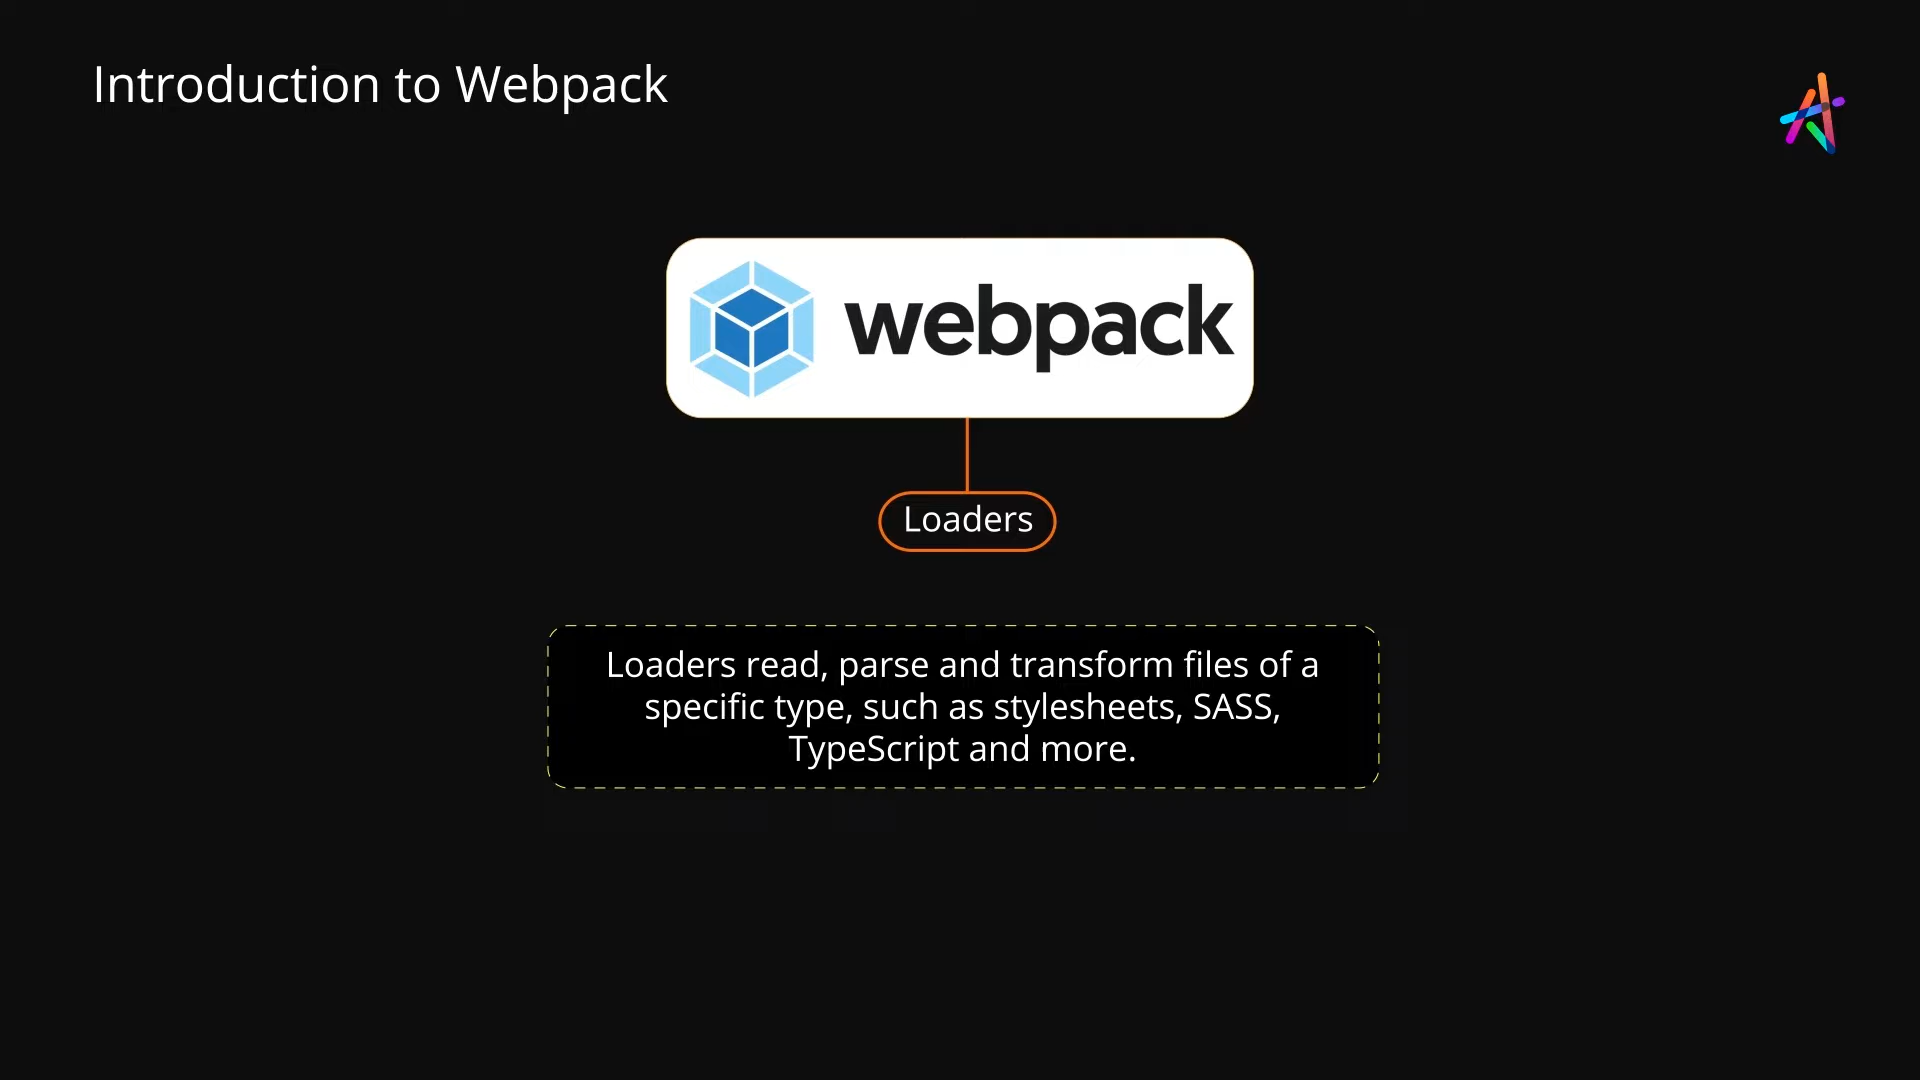 Introduction to Webpack
webpack
Loaders
Loaders read, parse and transform files of a
specific type, such as stylesheets, SASS,
TypeScript and more.